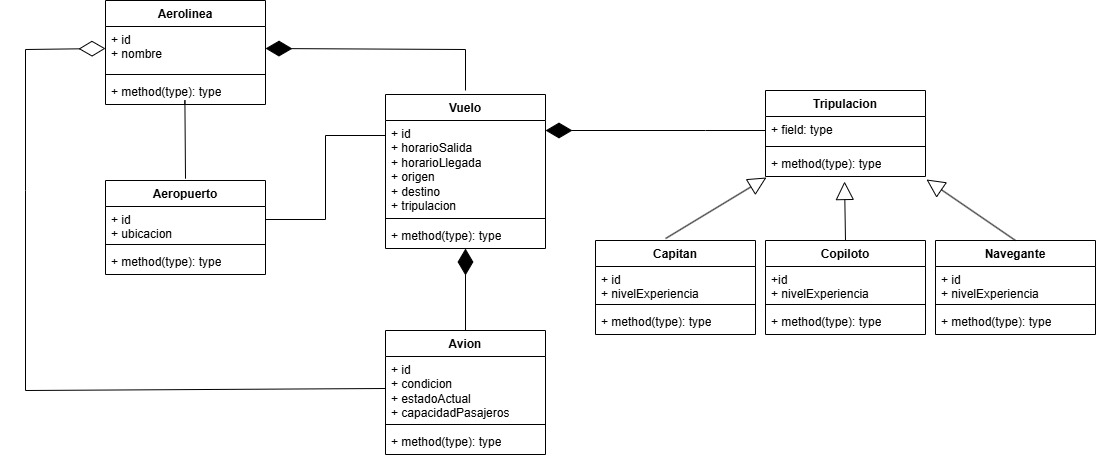 Aerolinea
+ id
+ nombre
+ method(type): type
Vuelo
+ id
+ horarioSalida
+ horarioLlegada
+ origen
+ destino
+ tripulacion
+ method(type): type
Tripulacion
+ field: type
+ method(type): type
Aeropuerto
+ id
+ ubicacion
+ method(type): type
Capitan
+ id
+ nivelExperiencia
+ method(type): type
Copiloto
+id
+ nivelExperiencia
+ method(type): type
Navegante
+ id
+ nivelExperiencia
+ method(type): type
Avion
+ id
+ condicion
+ estadoActual
+ capacidadPasajeros
+ method(type): type